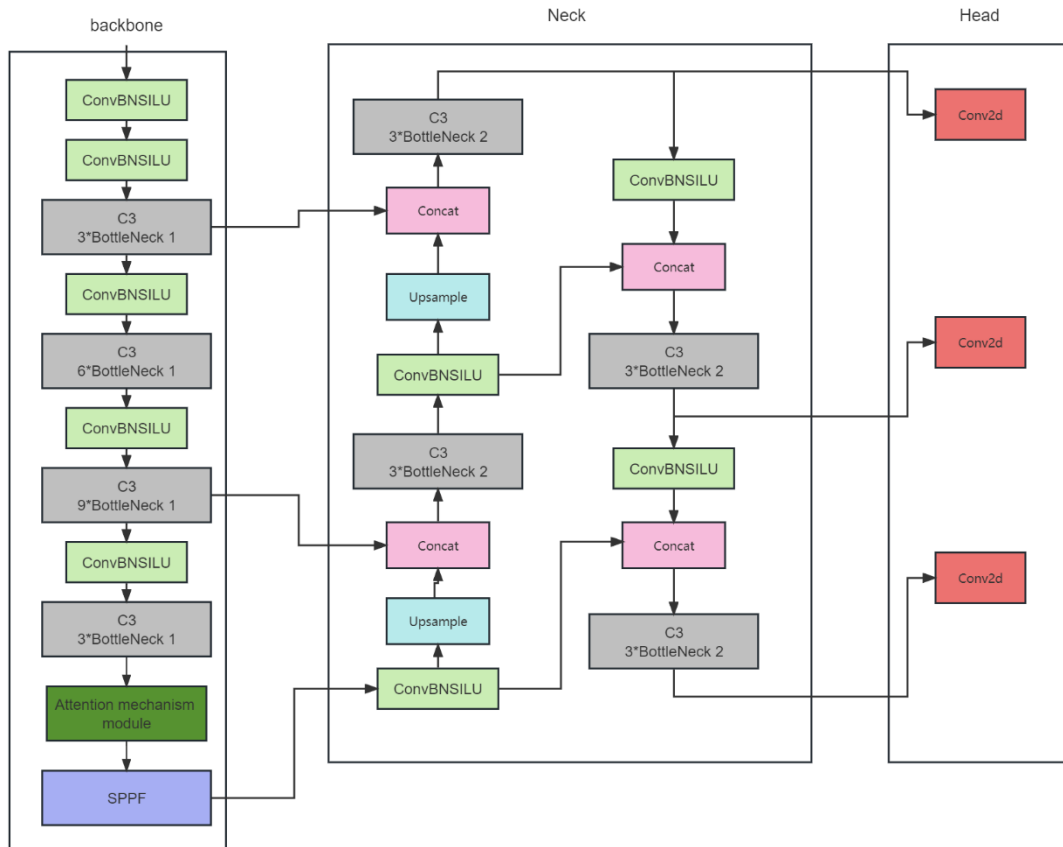 backbone
ConvBNSILU
ConvBNSILU
C3
3*BottleNeck 1
ConvBNSILU
C3
6*BottleNeck 1
ConvBNSILU
C3
9*BottleNeck 1
ConvBNSILU
C3
3*BottleNeck 1
Attention mechanism
module
SPPF
Neck
C3
3*BottleNeck 2
Concat
Upsample
ConvBNSILU
C3
3*BottleNeck 2
Concat
Upsample
ConvBNSILU
ConvBNSILU
Concat
C3
3*BottleNeck 2
ConvBNSILU
Concat
C3
3*BottleNeck 2
Head
Conv2d
Conv2d
Conv2d